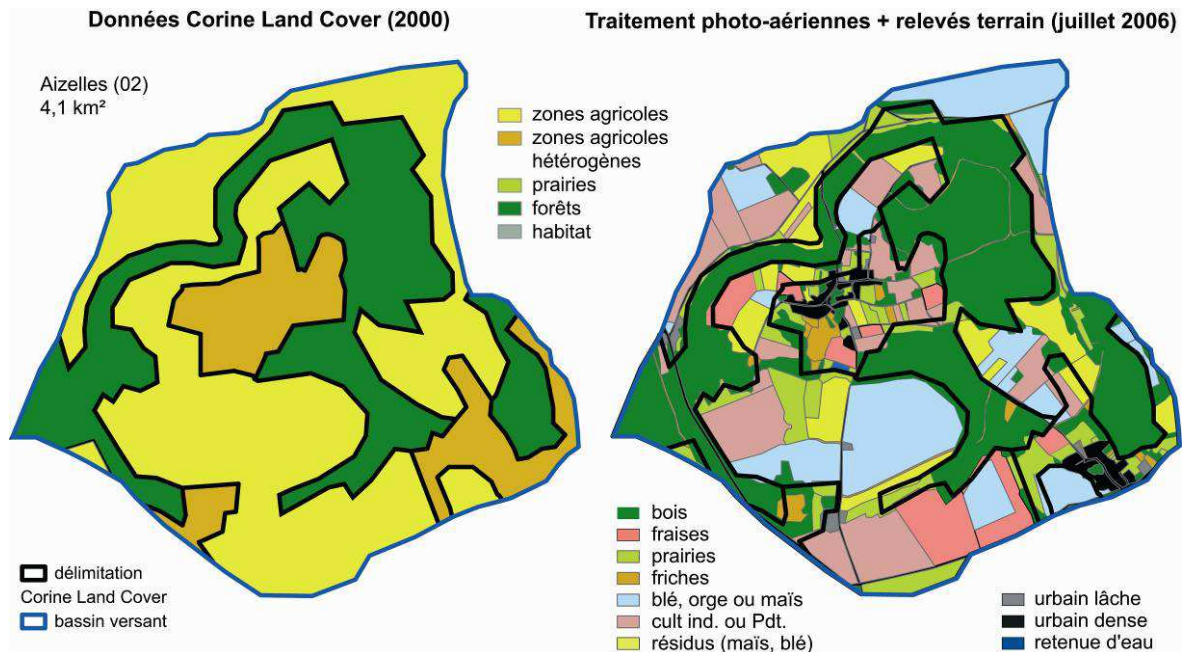 Données Corine Land Cover (2000)
Traitement photo-aériennes + relevés terrain (juillet 2006)
Aizelles (02)
4,1 km²
zones agricoles
zones agricoles
hétérogènes
prairies
forêts
habitat
délimitation
Corine Land Cover
bassin versant
bois
fraises
prairies
friches
blé, orge ou maïs
cult ind. ou Pdt.
résidus (maïs, blé)
urbain lâche
urbain dense
retenue d'eau